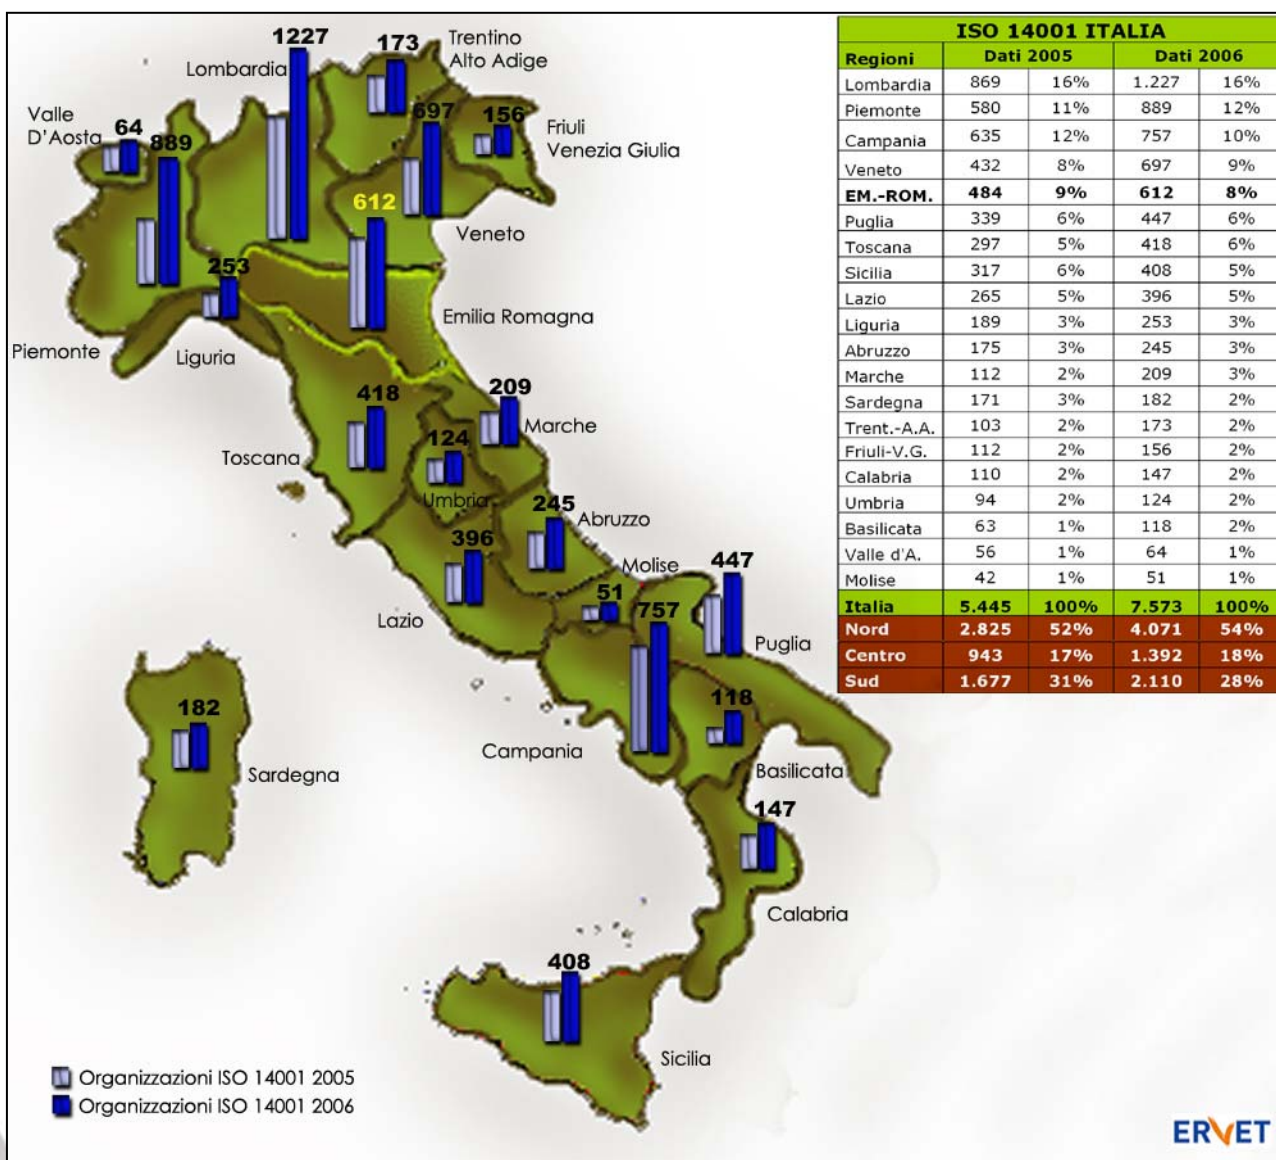 1227
173
Trentino
Alto Adige
Lombardia
Valle
D'Aosta
64
889
697
156
Friuli
Venezia Giulia
612
Veneto
253
Emilia Romagna
Piemonte
Liguria
418
209
Marche
124
Toscana
Umbria
245
Abruzzo
396
Molise
447
51
757
Lazio
Puglia
182
118
Campania
Basilicata
Sardegna
147
Calabria
408
Sicilia
Organizzazioni ISO 14001 2005
Organizzazioni ISO 14001 2006
ISO 14001 ITALIA
Regioni Dati 2005 Dati 2006
Lombardia 869 16% 1.227 16%
Piemonte 580 11% 889 12%
Campania 635 12% 757 10%
Veneto 432 8% 697 9%
EM.-ROM. 484 9% 612 8%
Puglia 339 6% 447 6%
Toscana 297 5% 418 6%
Sicilia 317 6% 408 5%
Lazio 265 5% 396 5%
Liguria 189 3% 253 3%
Abruzzo 175 3% 245 3%
Marche 112 2% 209 3%
Sardegna 171 3% 182 2%
Trent.-A.A. 103 2% 173 2%
Friuli-V.G. 112 2% 156 2%
Calabria 110 2% 147 2%
Umbria 94 2% 124 2%
Basilicata 63 1% 118 2%
Valle d'A. 56 1% 64 1%
Molise 42 1% 51 1%
Italia 5.445 100% 7.573 100%
Nord 2.825 52% 4.071 54%
Centro 943 17% 1.392 18%
Sud 1.677 31% 2.110 28%
ERVET